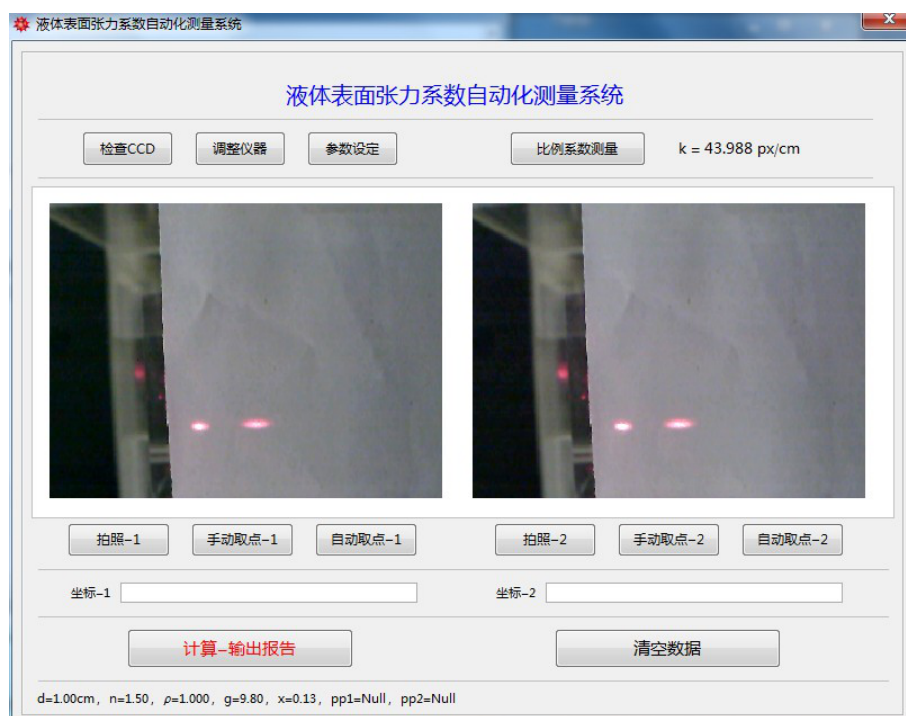 液体表面张力系数自动化测量系统
液体表面张力系数自动化测量系统
检查CCD 调整仪器 参数设定 比例系数测量 k = 43.988 px/cm
拍照-1 手动取点-1 自动取点-1 拍照-2 手动取点-2 自动取点-2
坐标-1 坐标-2
计算-输出报告 清空数据
d=1.00cm, n=1.50, ρ=1.000, g=9.80, x=0.13, pp1=Null, pp2=Null